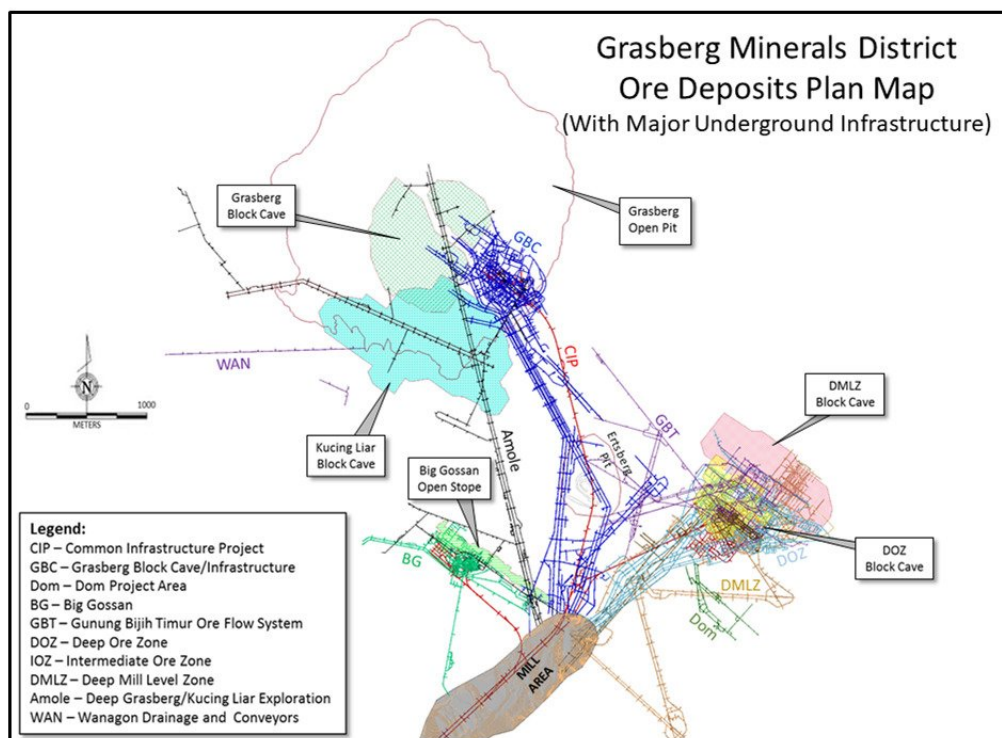 Grasberg Minerals District
Ore Deposits Plan Map
(With Major Underground Infrastructure)
Grasberg
Block Cave
Grasberg
Open Pit
GBC
CIP
WAN
N
0 1000
METERS
DMLZ
Block Cave
GBT
Kucing Liar
Block Cave
Amole
Ertsberg
Pit
Big Gossan
Open Stope
BG
DOZ
DOZ
Block Cave
DMLZ
Dom
MILL
AREA
Legend:
CIP – Common Infrastructure Project
GBC – Grasberg Block Cave/Infrastructure
Dom – Dom Project Area
BG – Big Gossan
GBT – Gunung Bijih Timur Ore Flow System
DOZ – Deep Ore Zone
IOZ – Intermediate Ore Zone
DMLZ – Deep Mill Level Zone
Amole – Deep Grasberg/Kucing Liar Exploration
WAN – Wanagon Drainage and Conveyors